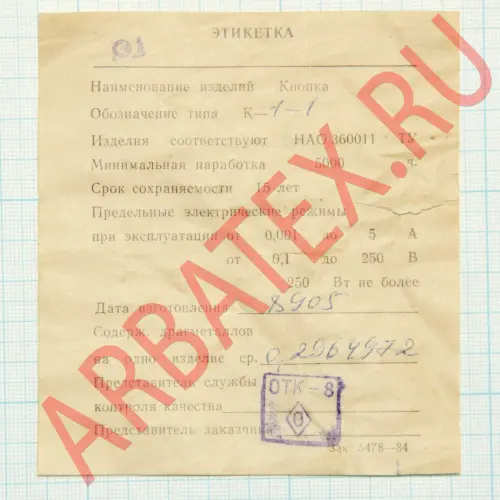 ЭТИКЕТКА
Наименование изделий Кнопка
Обозначение типа К—1-1
Изделия соответствуют НАО 360011 ТУ
Минимальная наработка 5000 ч.
Срок сохраняемости 15 лет
Предельные электрические режимы
при эксплуатации от 0,001 до 5 А
от 0,1 до 250 В
250 Вт не более
Дата изготовления 8905
Содерж. драгметаллов
на одно изделие ср. 0,2964972
Представитель службы
ОТК-8
контроля качества
Представитель заказчика
Зак 5478—84
ARBATEX.RU